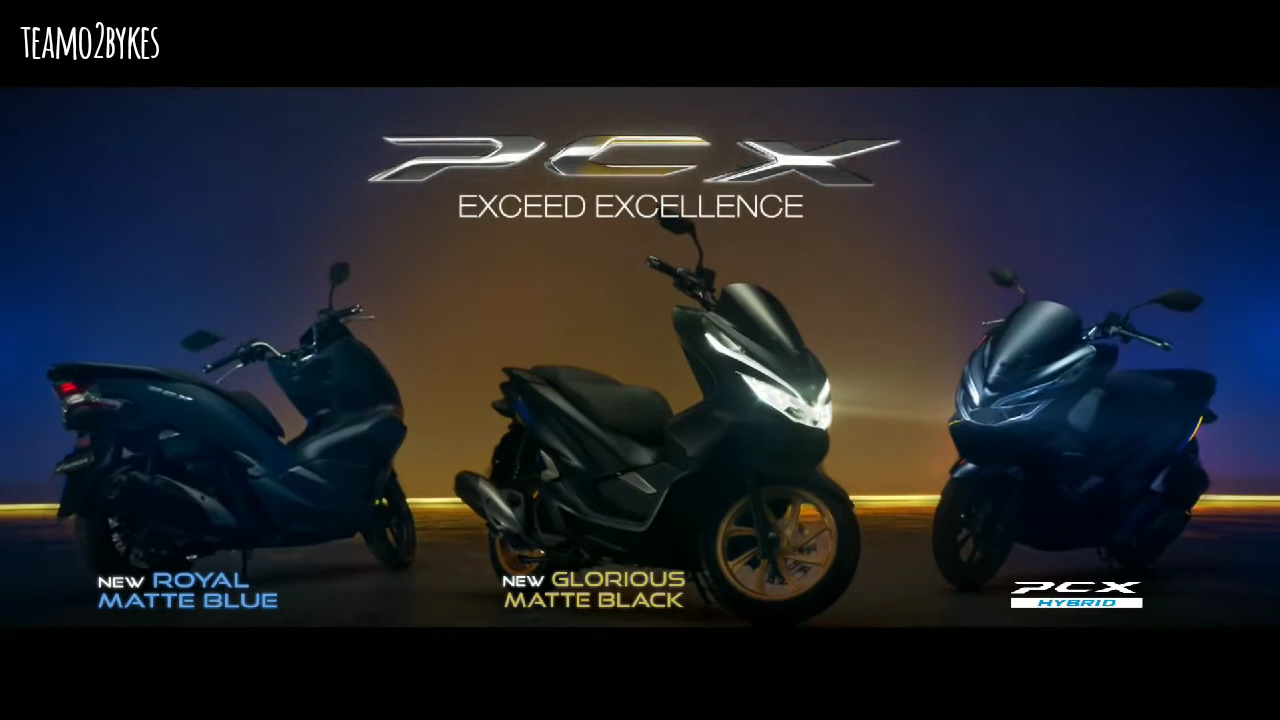 TEAMO2BYKES
PCX
EXCEED EXCELLENCE
NEW ROYAL
MATTE BLUE
NEW GLORIOUS
MATTE BLACK
PCX
HYBRID